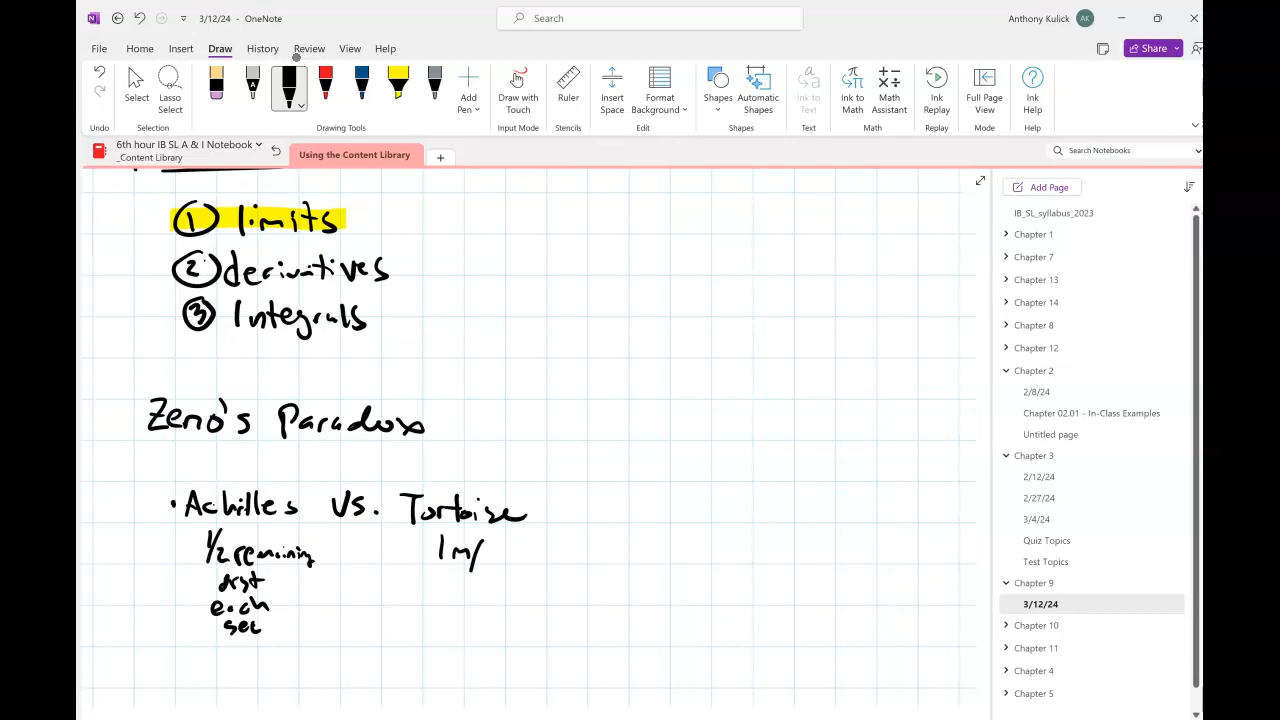 3/12/24 - OneNote
Search
Anthony Kulick
AK
File Home Insert Draw History Review View Help
Share
Select
Lasso Select
Add Pen
Draw with Touch
Ruler
Insert Space
Format Background
Shapes
Automatic Shapes
Ink to Text
Ink to Math
Math Assistant
Ink Replay
Full Page View
Ink Help
Undo
Selection
Drawing Tools
Input Mode
Stencils
Edit
Shapes
Text
Math
Replay
Mode
Help
6th hour IB SL A & I Notebook
_Content Library
Using the Content Library
+
Search Notebooks
① limits
② derivatives
③ Integrals
Zeno's Paradox
• Achilles vs. Tortoise
1/2 remaining
dist
each
sec
1 m/
Add Page
IB_SL_syllabus_2023
Chapter 1
Chapter 7
Chapter 13
Chapter 14
Chapter 8
Chapter 12
Chapter 2
2/8/24
Chapter 02.01 - In-Class Examples
Untitled page
Chapter 3
2/12/24
2/27/24
3/4/24
Quiz Topics
Test Topics
Chapter 9
3/12/24
Chapter 10
Chapter 11
Chapter 4
Chapter 5